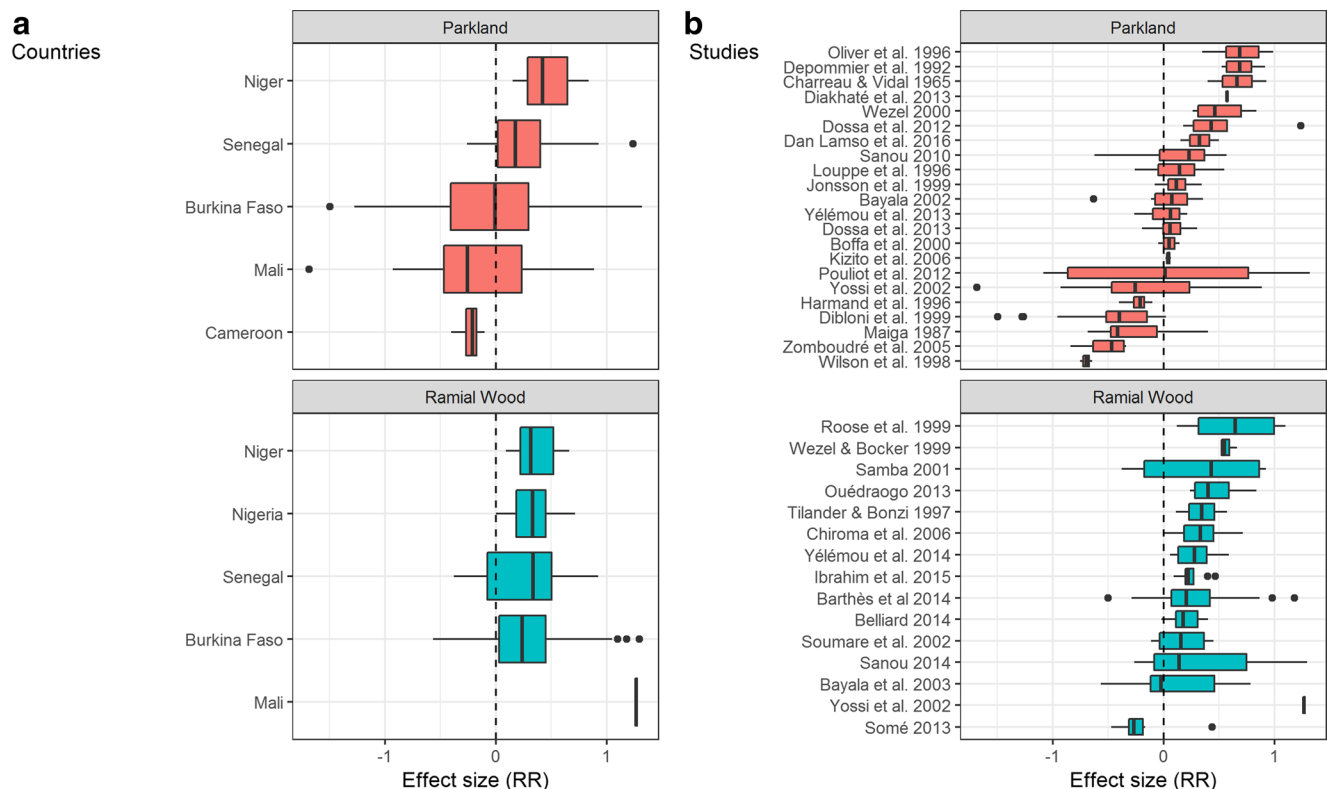 a
Countries
Parkland
Niger
Senegal
Burkina Faso
Mali
Cameroon
Ramial Wood
Niger
Nigeria
Senegal
Burkina Faso
Mali
-1
0
1
Effect size (RR)
b
Studies
Parkland
Oliver et al. 1996
Depommier et al. 1992
Charreau & Vidal 1965
Diakhaté et al. 2013
Wezel 2000
Dossa et al. 2012
Dan Lamso et al. 2016
Sanou 2010
Louppe et al. 1996
Jonsson et al. 1999
Bayala 2002
Yélémou et al. 2013
Dossa et al. 2013
Boffa et al. 2000
Kizito et al. 2006
Pouliot et al. 2012
Yossi et al. 2002
Harmand et al. 1996
Dibloni et al. 1999
Maiga 1987
Zomboudré et al. 2005
Wilson et al. 1998
Ramial Wood
Roose et al. 1999
Wezel & Bocker 1999
Samba 2001
Ouédraogo 2013
Tilander & Bonzi 1997
Chiroma et al. 2006
Yélémou et al. 2014
Ibrahim et al. 2015
Barthès et al 2014
Belliard 2014
Soumare et al. 2002
Sanou 2014
Bayala et al. 2003
Yossi et al. 2002
Somé 2013
-1
0
1
Effect size (RR)